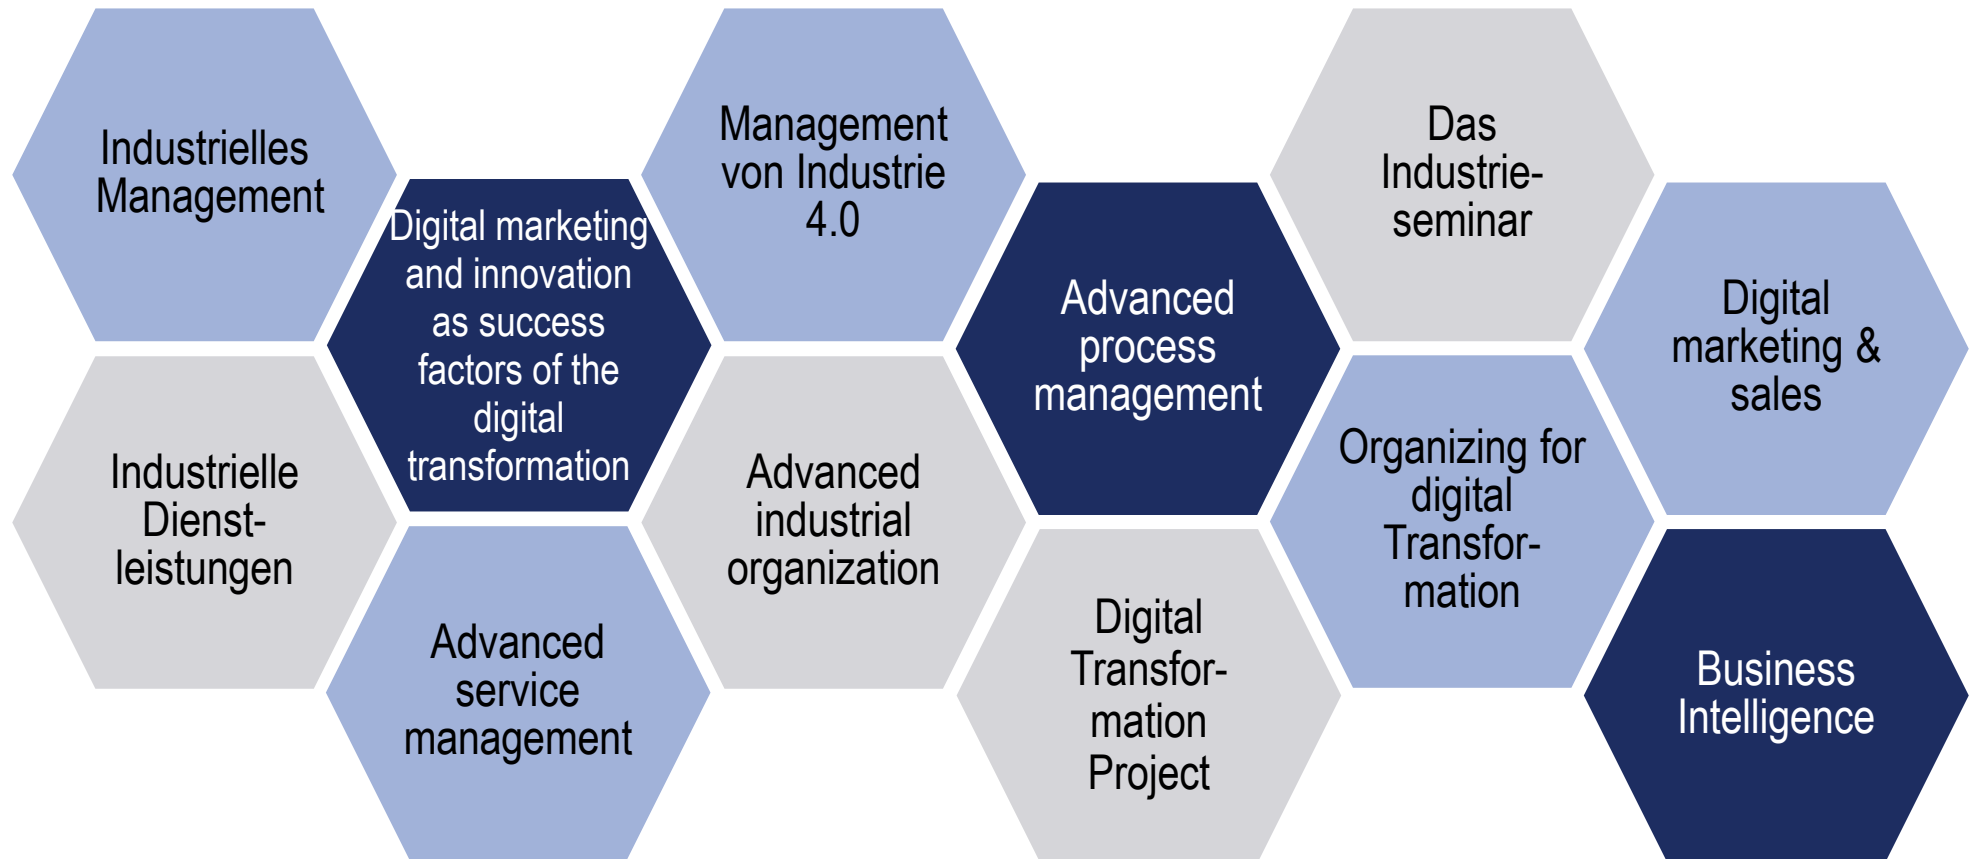 Industrielles
Management
Digital marketing
and innovation
as success
factors of the
digital
transformation
Management
von Industrie
4.0
Advanced
process
management
Das
Industrie-
seminar
Digital
marketing &
sales
Industrielle
Dienst-
leistungen
Advanced
service
management
Advanced
industrial
organization
Digital
Transfor-
mation
Project
Organizing for
digital
Transfor-
mation
Business
Intelligence